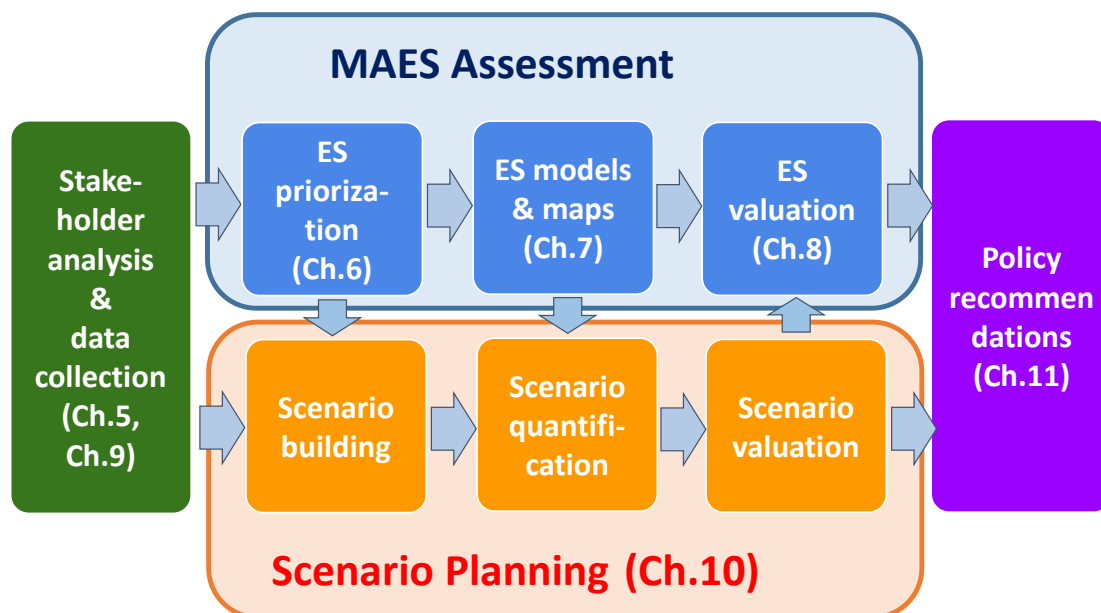 MAES Assessment
Stake-
holder
analysis
&
data
collection
(Ch.5,
Ch.9)
ES
prioriza-
tion
(Ch.6)
ES models
& maps
(Ch.7)
ES
valuation
(Ch.8)
Policy
recommen
dations
(Ch.11)
Scenario
building
Scenario
quantifi-
cation
Scenario
valuation
Scenario Planning (Ch.10)